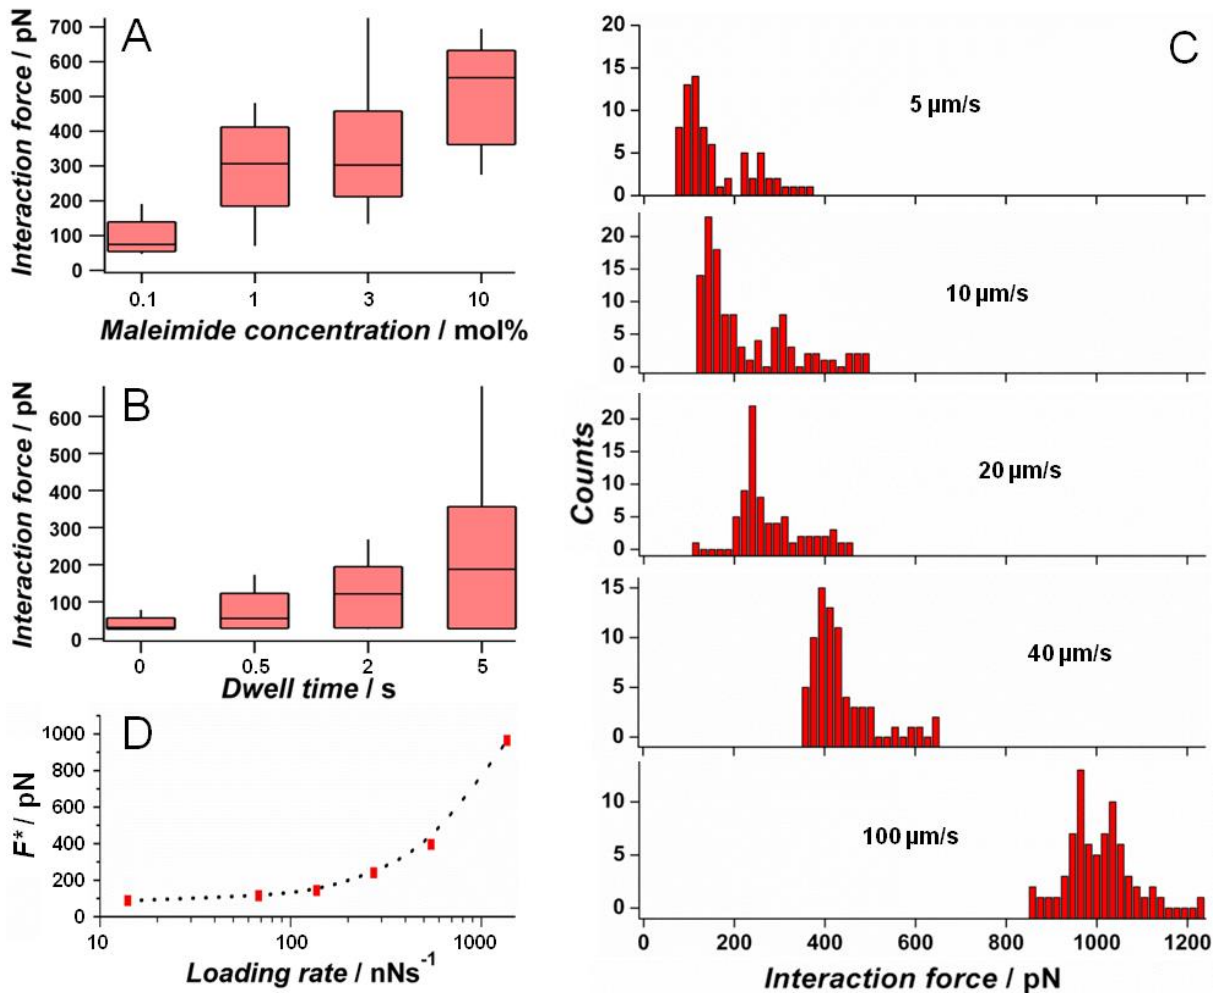 A
Interaction force / pN
700
600
500
400
300
200
100
0
0.1 1 3 10
Maleimide concentration / mol%
B
Interaction force / pN
600
500
400
300
200
100
0
0 0.5 2 5
Dwell time / s
D
F* / pN
1000
800
600
400
200
0
10 100 1000
Loading rate / nNs⁻¹
C
Counts
20
15
10
5
0
5 µm/s
20
15
10
5
0
10 µm/s
20
15
10
5
0
20 µm/s
15
10
5
0
40 µm/s
10
5
0
100 µm/s
0 200 400 600 800 1000 1200
Interaction force / pN